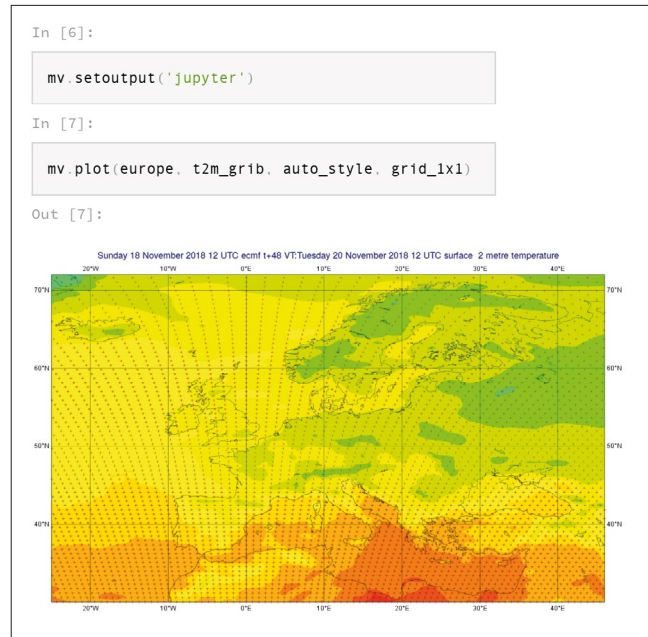 In [6]:
mv.setoutput('jupyter')
In [7]:
mv.plot(europe, t2m_grib, auto_style, grid_1x1)
Out [7]:
Sunday 18 November 2018 12 UTC ecmf t+48 VT:Tuesday 20 November 2018 12 UTC surface 2 metre temperature
20°W 10°W 0°E 10°E 20°E 30°E 40°E
70°N 70°N
60°N 60°N
50°N 50°N
40°N 40°N
20°W 10°W 0°E 10°E 20°E 30°E 40°E